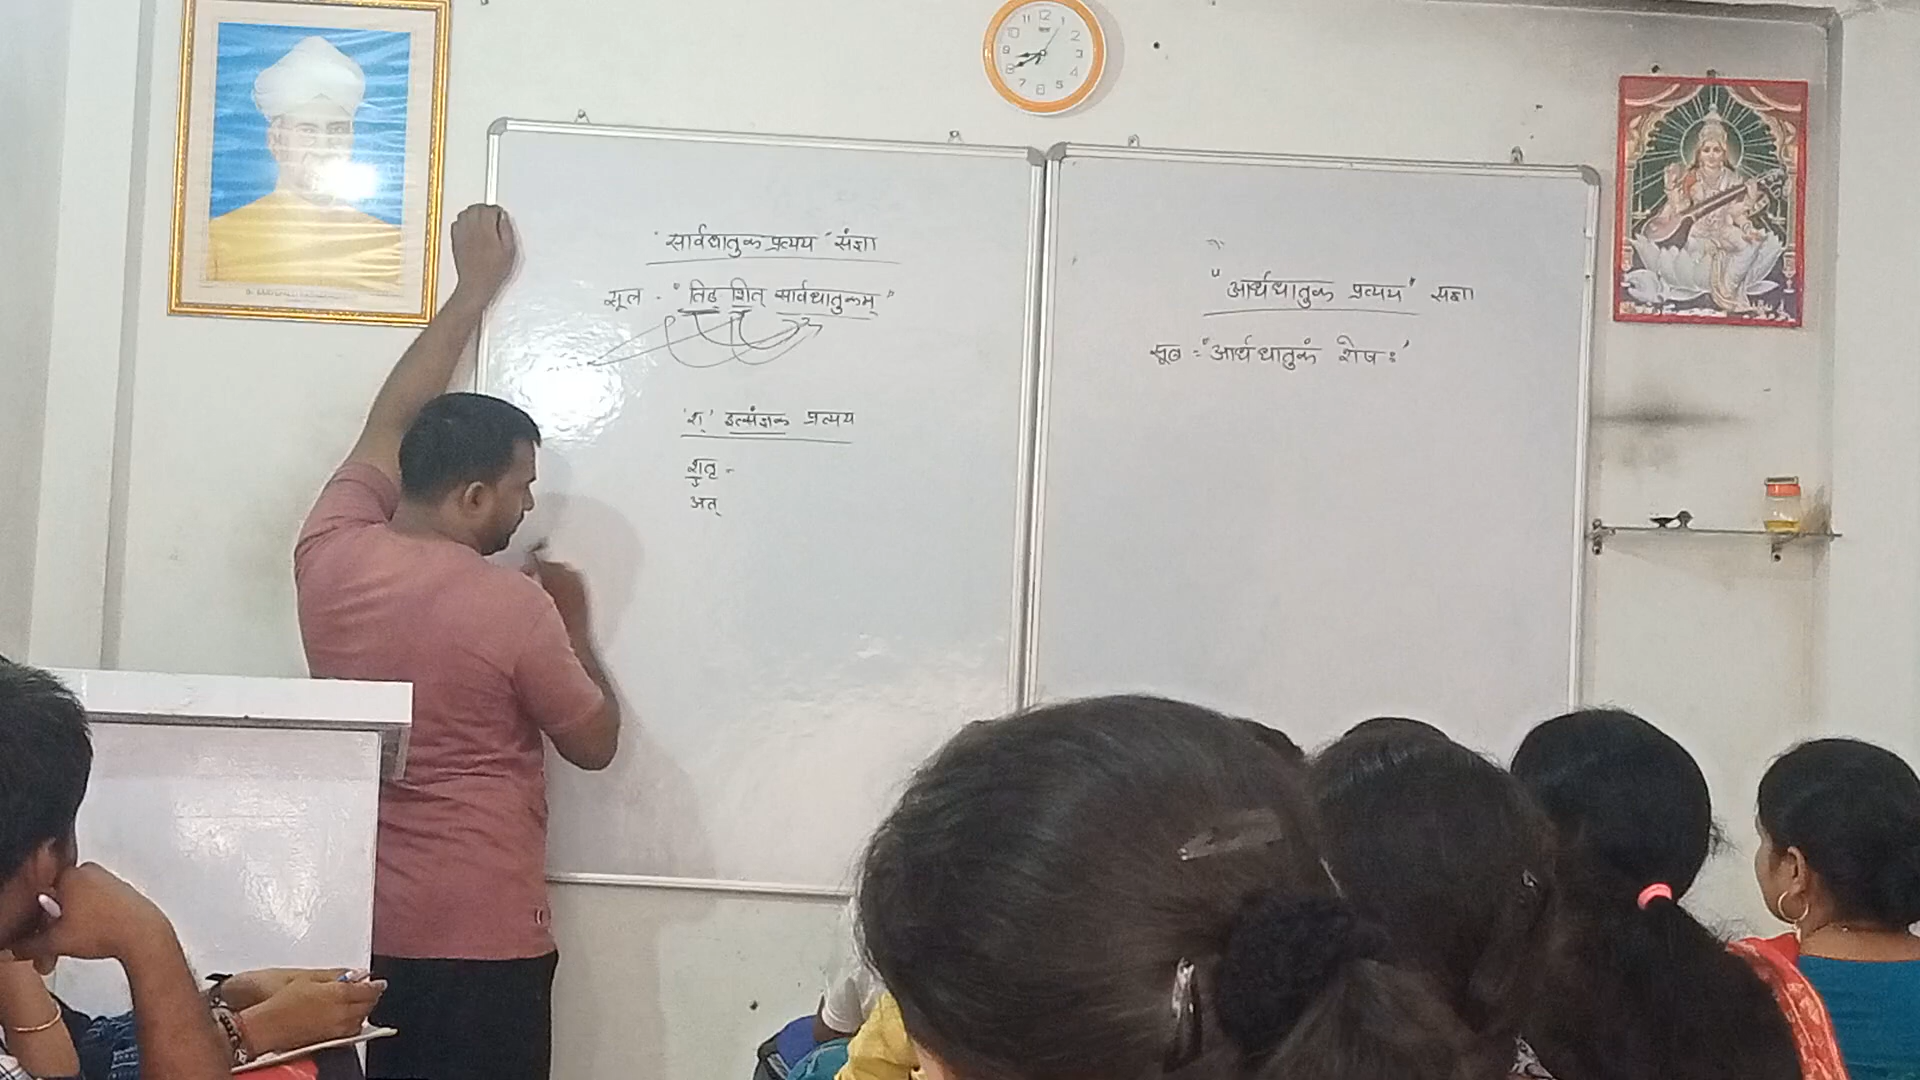 "सार्वधातुक प्रत्यय" संज्ञा
सूत्र - "तिङ शित् सार्वधातुकम्"
'श्' इत्संज्ञक प्रत्यय
शतृ -
अत्
"आर्धधातुक प्रत्यय" संज्ञा
सूत्र - "आर्धधातुकं शेषः"